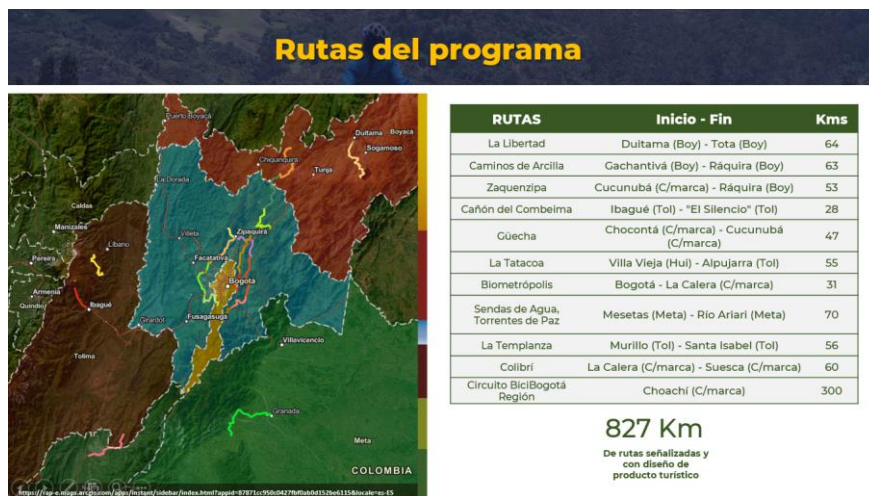 Rutas del programa
Puerto Boyacá
Duitama
Boyacá
Sogamoso
Chiquinquirá
Tunja
La Dorada
Caldas
Manizales
Villeta
Zipaquirá
Líbano
Pereira
Facatativa
Bogotá
Armenia
Quindío
Ibagué
Girardot
Fusagasugá
Villavicencio
Tolima
Granada
Meta
COLOMBIA
RUTAS Inicio - Fin Kms
La Libertad Duitama (Boy) - Tota (Boy) 64
Caminos de Arcilla Gachantivá (Boy) - Ráquira (Boy) 63
Zaquenzipa Cucunubá (C/marca) - Ráquira (Boy) 53
Cañón del Combeima Ibagué (Tol) - "El Silencio" (Tol) 28
Güecha Chocontá (C/marca) - Cucunubá
(C/marca) 47
La Tatacoa Villa Vieja (Hui) - Alpujarra (Tol) 55
Biometrópolis Bogotá - La Calera (C/marca) 31
Sendas de Agua,
Torrentes de Paz Mesetas (Meta) - Río Ariari (Meta) 70
La Templanza Murillo (Tol) - Santa Isabel (Tol) 56
Colibrí La Calera (C/marca) - Suesca (C/marca) 60
Circuito BiciBogotá
Región Choachí (C/marca) 300
827 Km
De rutas señalizadas y
con diseño de
producto turístico